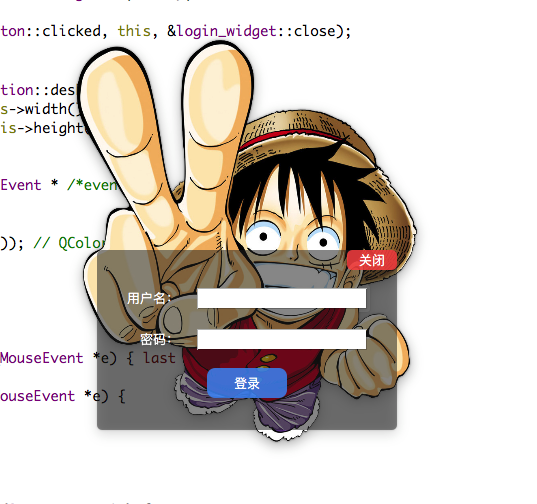 ton::clicked, this, &login_widget::close);
tion::des
s->width()
is->height
Event * /*even
)); // QColo
关闭
用户名:
密码:
MouseEvent *e) { last
登录
ouseEvent *e) {